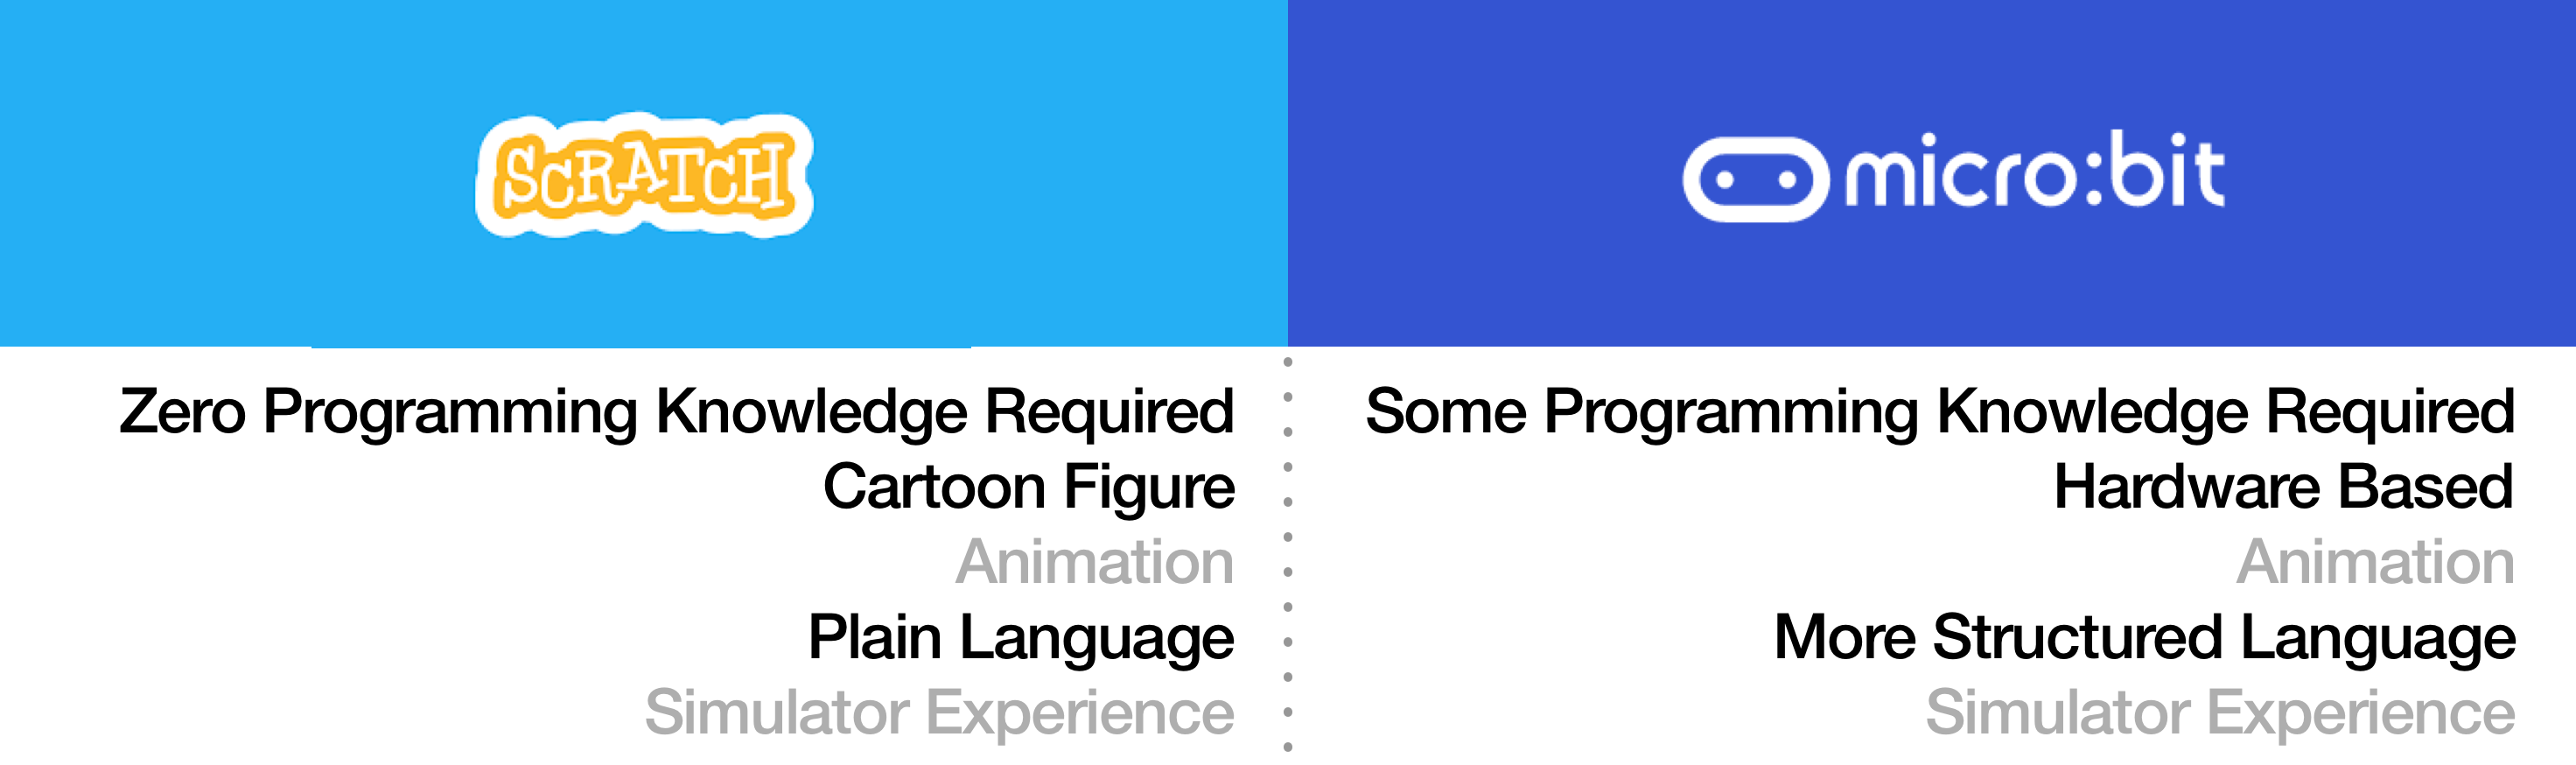 SCRATCH
micro:bit
Zero Programming Knowledge Required
Cartoon Figure
Animation
Plain Language
Simulator Experience
Some Programming Knowledge Required
Hardware Based
Animation
More Structured Language
Simulator Experience